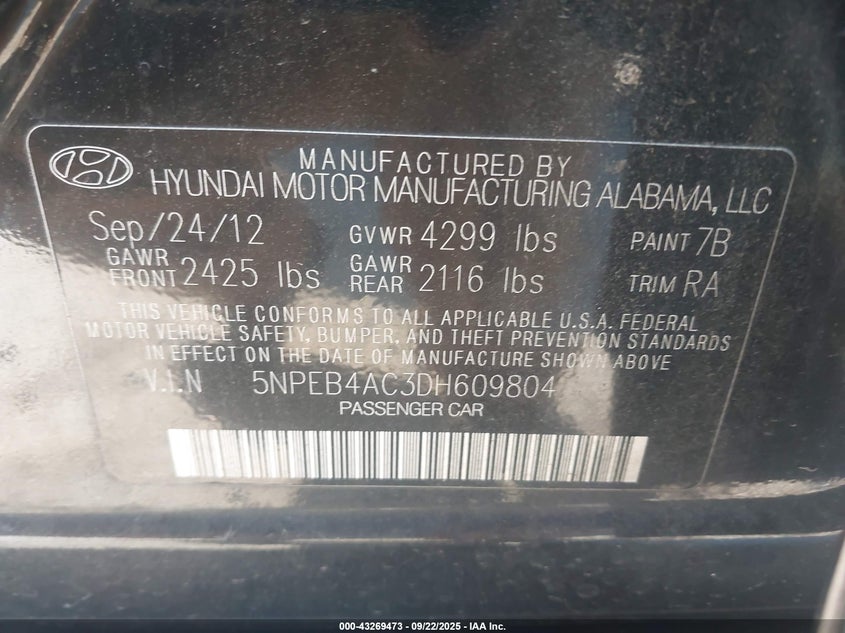 MANUFACTURED BY
HYUNDAI MOTOR MANUFACTURING ALABAMA, LLC
Sep/24/12 GVWR 4299 lbs PAINT 7B
GAWR FRONT 2425 lbs GAWR REAR 2116 lbs TRIM RA
THIS VEHICLE CONFORMS TO ALL APPLICABLE U.S.A. FEDERAL
MOTOR VEHICLE SAFETY, BUMPER, AND THEFT PREVENTION STANDARDS
IN EFFECT ON THE DATE OF MANUFACTURE SHOWN ABOVE
V.I.N 5NPEB4AC3DH609804
PASSENGER CAR
000-43269473 - 09/22/2025 - IAA Inc.